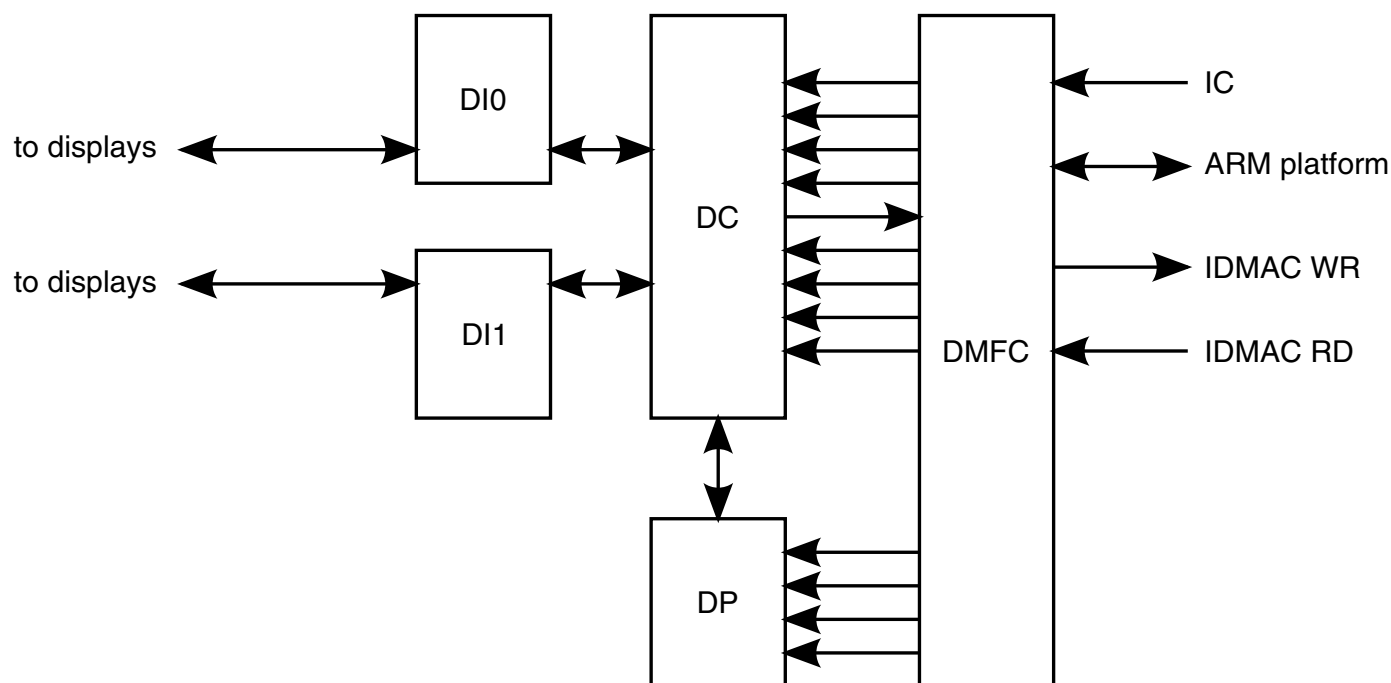 DI0
IC
to displays
ARM platform
DC
to displays
IDMAC WR
DI1
DMFC
IDMAC RD
DP